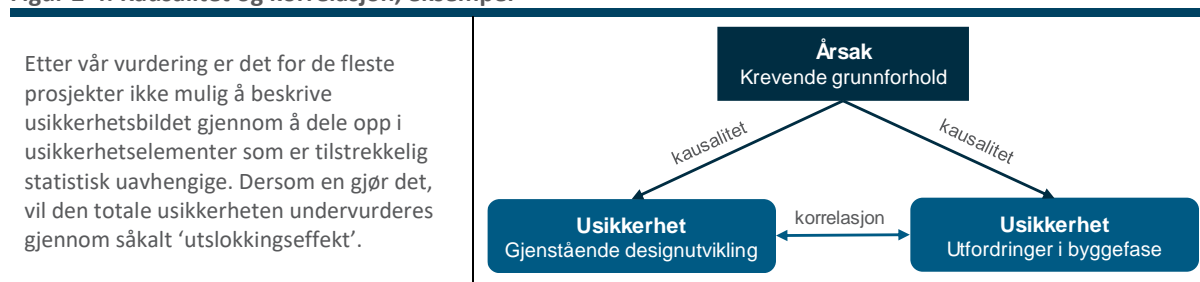 Etter vår vurdering er det for de fleste
prosjekter ikke mulig å beskrive
usikkerhetsbildet gjennom å dele opp i
usikkerhetselementer som er tilstrekkelig
statistisk uavhengige. Dersom en gjør det,
vil den totale usikkerheten undervurderes
gjennom såkalt ‘utslokkingseffekt’.
Årsak
Krevende grunnforhold
kausalitet
kausalitet
Usikkerhet
Gjenstående designutvikling
korrelasjon
Usikkerhet
Utfordringer i byggefase